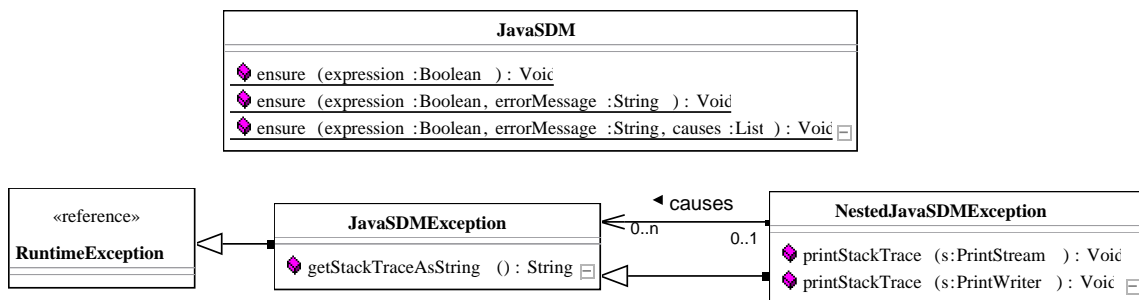 JavaSDM
ensure (expression :Boolean ) : Void
ensure (expression :Boolean, errorMessage :String ) : Void
ensure (expression :Boolean, errorMessage :String, causes :List ) : Void
«reference»
RuntimeException
JavaSDMException
getStackTraceAsString () : String
◄ causes
0..n
0..1
NestedJavaSDMException
printStackTrace (s:PrintStream ) : Void
printStackTrace (s:PrintWriter ) : Void